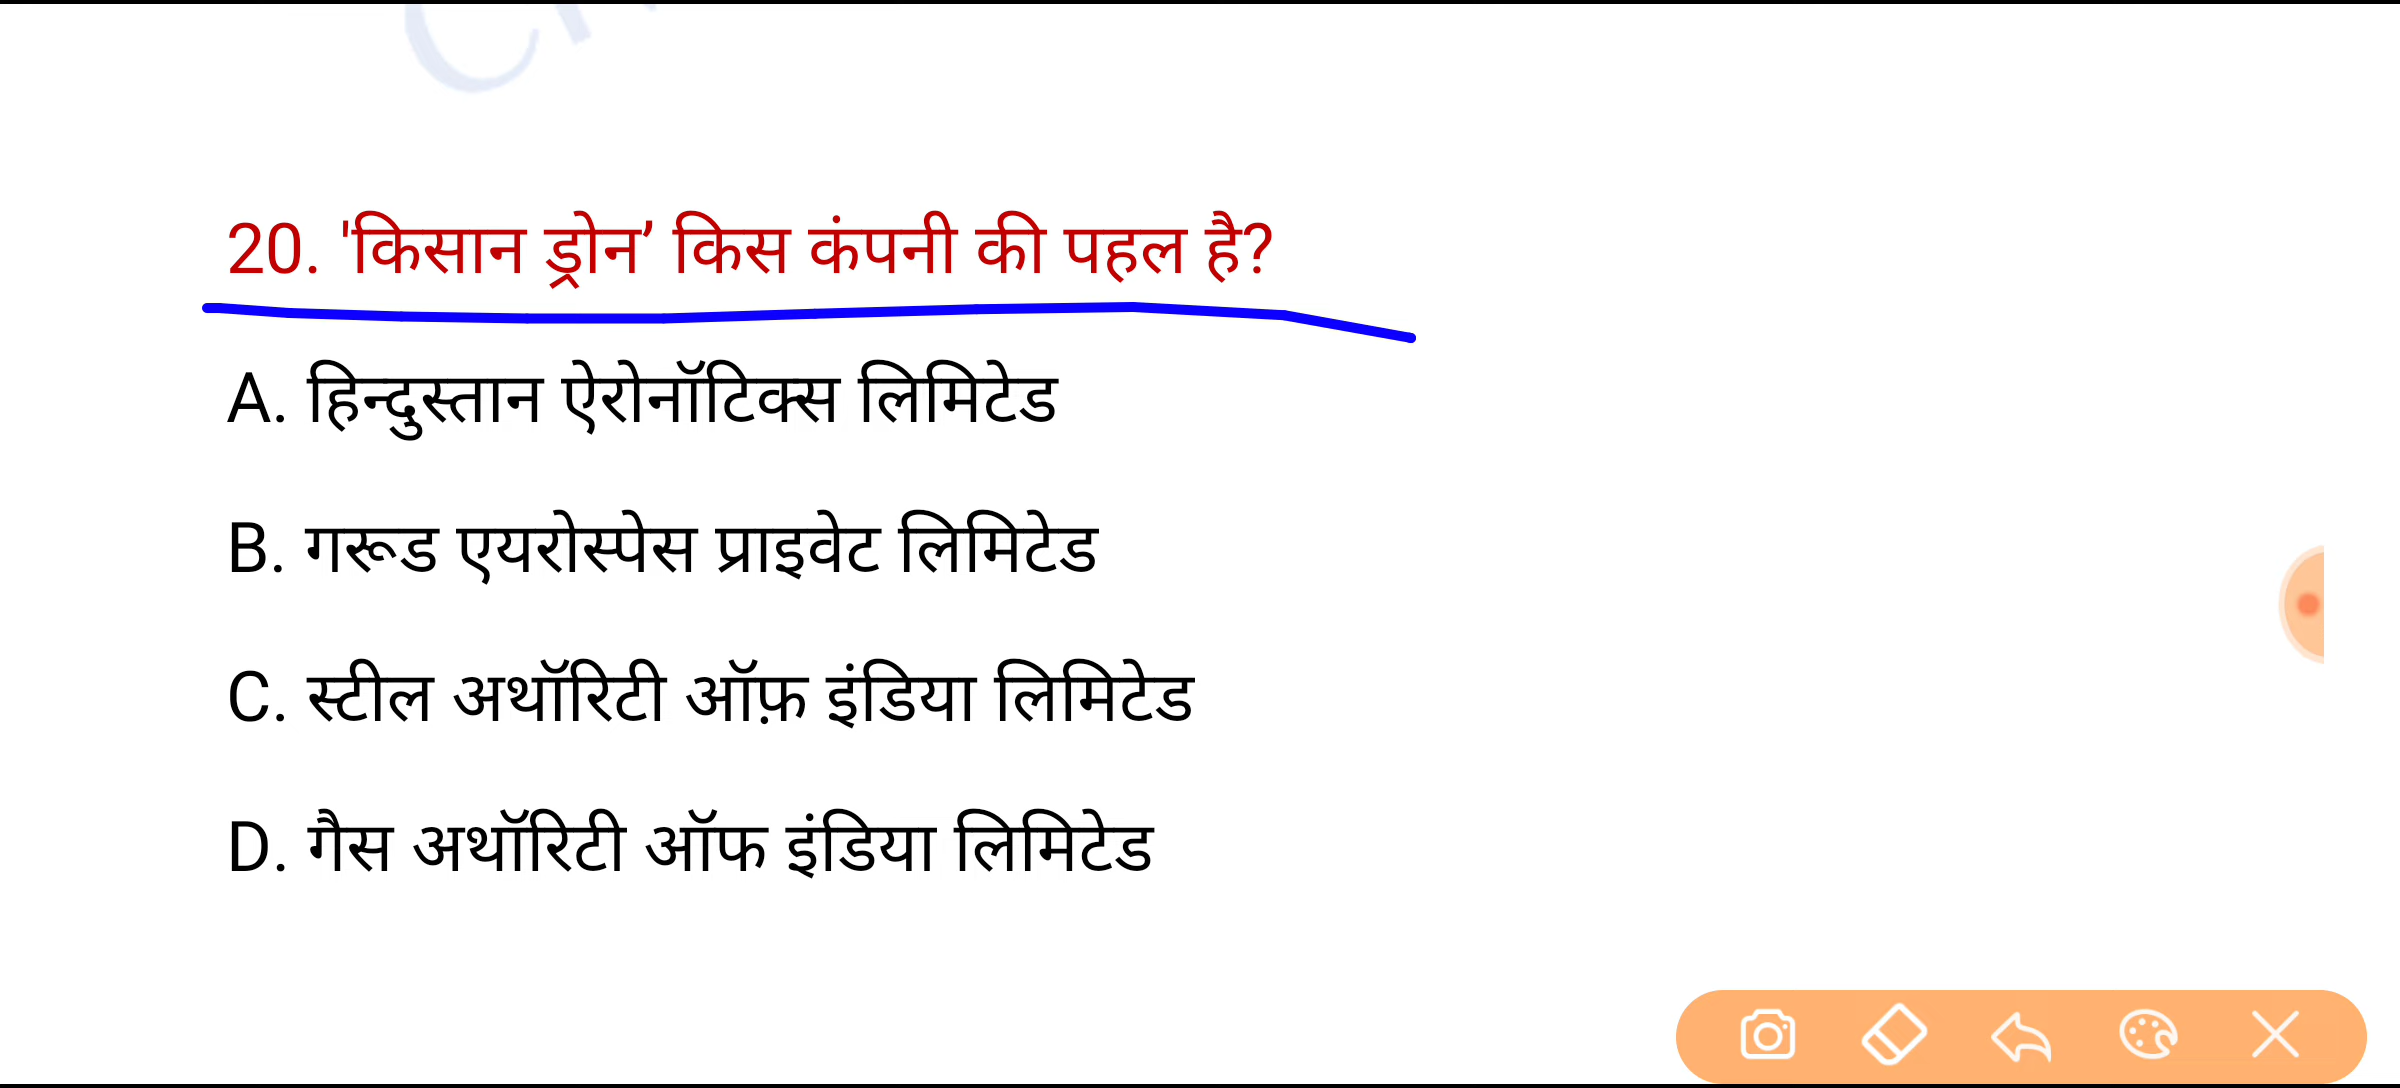 20. 'किसान ड्रोन’ किस कंपनी की पहल है?
A. हिन्दुस्तान ऐरोनॉटिक्स लिमिटेड
B. गरूड एयरोस्पेस प्राइवेट लिमिटेड
C. स्टील अथॉरिटी ऑफ़ इंडिया लिमिटेड
D. गैस अथॉरिटी ऑफ इंडिया लिमिटेड